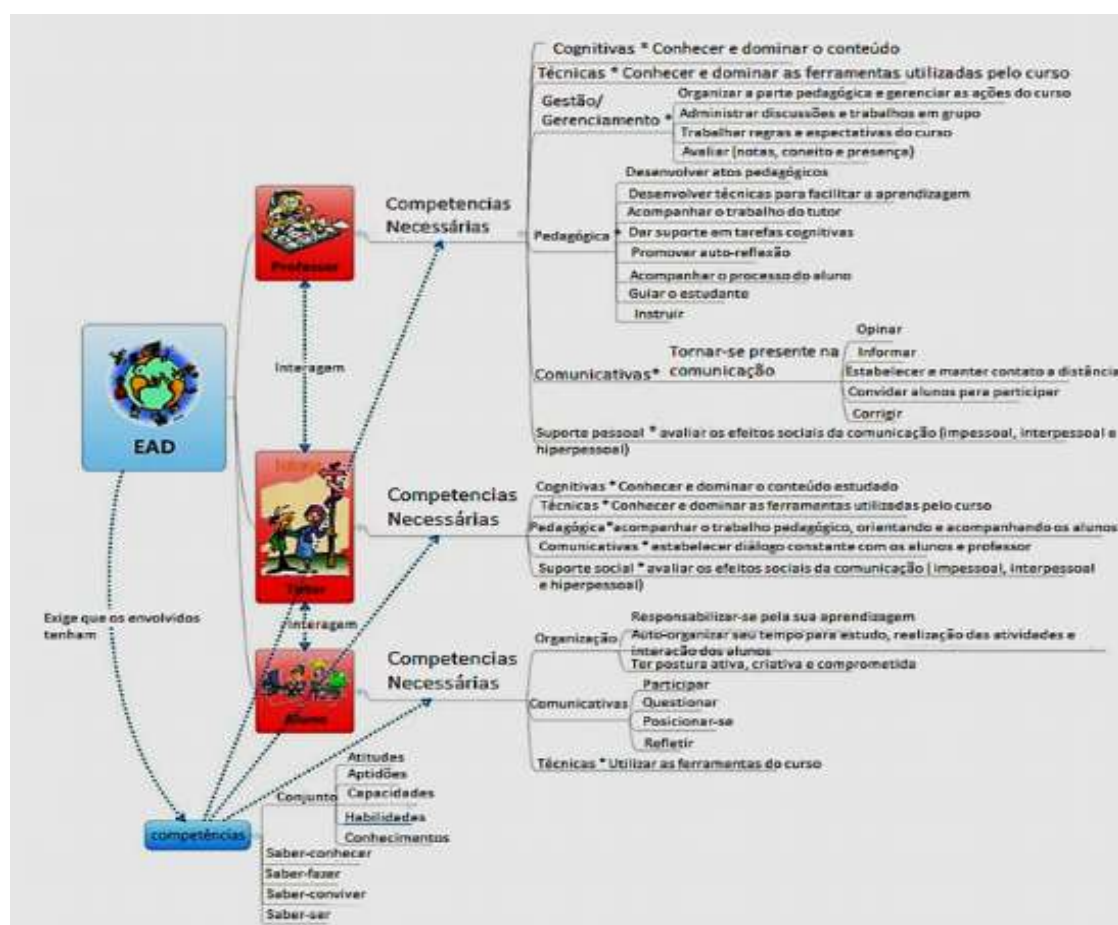 Cognitivas * Conhecer e dominar o conteúdo
Técnicas * Conhecer e dominar as ferramentas utilizadas pelo curso
Gestão/
Gerenciamento *
Organizar a parte pedagógica e gerenciar as ações do curso
Administrar discussões e trabalhos em grupo
Trabalhar regras e espectativas do curso
Avaliar (notas, coneito e presença)
Professor
Competencias
Necessárias
Pedagógica *
Desenvolver atos pedagógicos
Desenvolver técnicas para facilitar a aprendizagem
Acompanhar o trabalho do tutor
Dar suporte em tarefas cognitivas
Promover auto-reflexão
Acompanhar o processo do aluno
Guiar o estudante
Instruir
Comunicativas*
Tornar-se presente na
comunicação
Opinar
Informar
Estabelecer e manter contato a distância
Convidar alunos para participar
Corrigir
Suporte pessoal * avaliar os efeitos sociais da comunicação (impessoal, interpessoal e
hiperpessoal)
Interagem
EAD
Tutor
Competencias
Necessárias
Cognitivas * Conhecer e dominar o conteúdo estudado
Técnicas * Conhecer e dominar as ferramentas utilizadas pelo curso
Pedagógica*acompanhar o trabalho pedagógico, orientando e acompanhando os alunos
Comunicativas * estabelecer diálogo constante com os alunos e professor
Suporte social * avaliar os efeitos sociais da comunicação ( impessoal, interpessoal
e hiperpessoal)
Exige que os envolvidos
tenham
Interagem
Aluno
Competencias
Necessárias
Organização
Responsabilizar-se pela sua aprendizagem
Auto-organizar seu tempo para estudo, realização das atividades e
interação dos alunos
Ter postura ativa, criativa e comprometida
Comunicativas
Participar
Questionar
Posicionar-se
Refletir
Técnicas * Utilizar as ferramentas do curso
competências
Conjunto
Atitudes
Aptidões
Capacidades
Habilidades
Conhecimentos
Saber-conhecer
Saber-fazer
Saber-conviver
Saber-ser